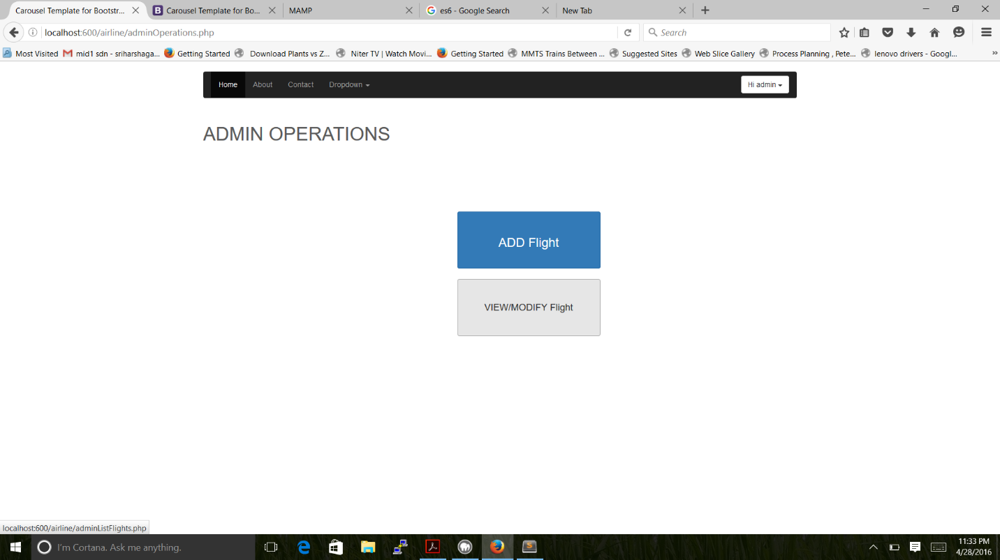 Carousel Template for Bootstr...
Carousel Template for Bo...
MAMP
es6 - Google Search
New Tab
localhost:600/airline/adminOperations.php
Search
Most Visited
mid1 sdn - sriharshaga...
Getting Started
Download Plants vs Z...
Niter TV | Watch Movi...
Getting Started
MMTS Trains Between ...
Suggested Sites
Web Slice Gallery
Process Planning , Pete...
lenovo drivers - Googl...
Home
About
Contact
Dropdown
Hi admin
ADMIN OPERATIONS
ADD Flight
VIEW/MODIFY Flight
localhost:600/airline/adminListFlights.php
I'm Cortana. Ask me anything.
11:33 PM
4/28/2016